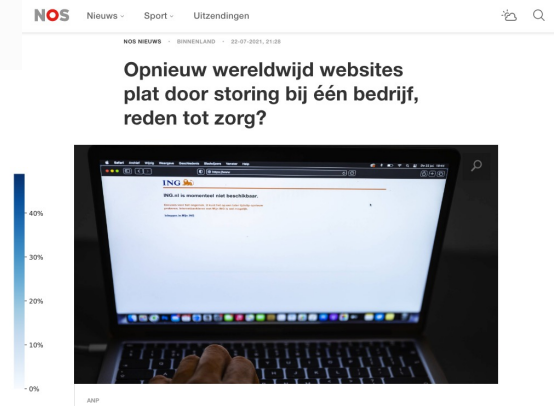 NOS
Nieuws
Sport
Uitzendingen
NOS NIEUWS • BINNENLAND • 22-07-2021, 21:28
Opnieuw wereldwijd websites
plat door storing bij één bedrijf,
reden tot zorg?
ING
ING.nl is momenteel niet beschikbaar.
40%
30%
20%
10%
0%
ANP